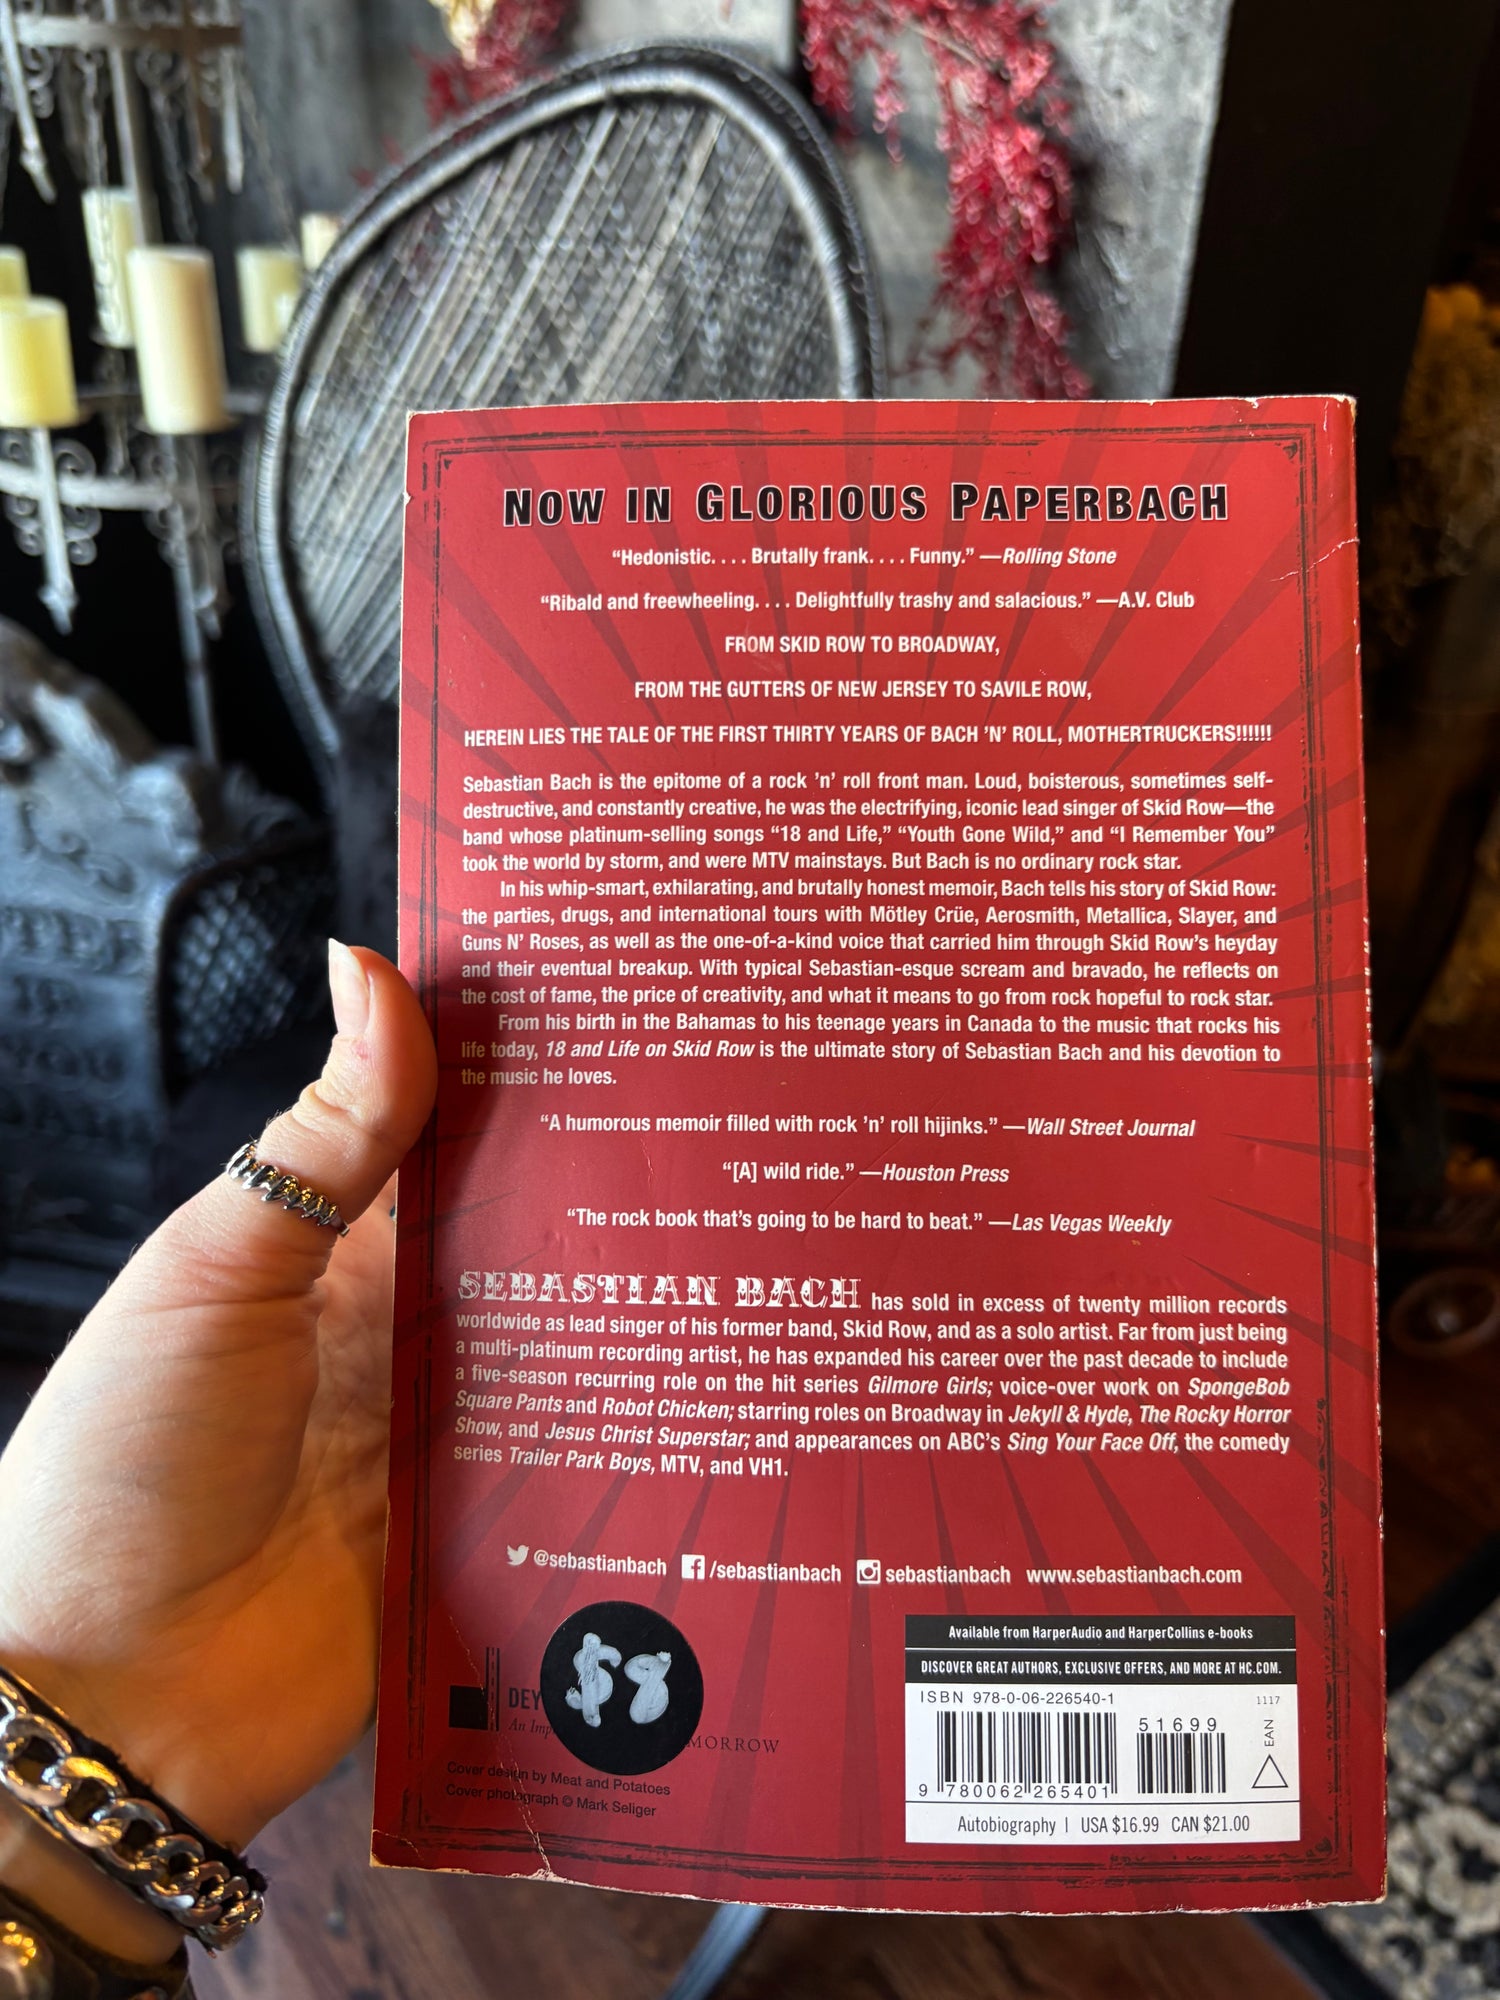 NOW IN GLORIOUS PAPERBACH
“Hedonistic. . . . Brutally frank. . . . Funny.” —Rolling Stone
“Ribald and freewheeling. . . . Delightfully trashy and salacious.” —A.V. Club
FROM SKID ROW TO BROADWAY,
FROM THE GUTTERS OF NEW JERSEY TO SAVILE ROW,
HEREIN LIES THE TALE OF THE FIRST THIRTY YEARS OF BACH ’N’ ROLL, MOTHERTRUCKERS!!!!!!
Sebastian Bach is the epitome of a rock ’n’ roll front man. Loud, boisterous, sometimes self-
destructive, and constantly creative, he was the electrifying, iconic lead singer of Skid Row—the
band whose platinum-selling songs “18 and Life,” “Youth Gone Wild,” and “I Remember You”
took the world by storm, and were MTV mainstays. But Bach is no ordinary rock star.
In his whip-smart, exhilarating, and brutally honest memoir, Bach tells his story of Skid Row:
the parties, drugs, and international tours with Mötley Crüe, Aerosmith, Metallica, Slayer, and
Guns N’ Roses, as well as the one-of-a-kind voice that carried him through Skid Row’s heyday
and their eventual breakup. With typical Sebastian-esque scream and bravado, he reflects on
the cost of fame, the price of creativity, and what it means to go from rock hopeful to rock star.
From his birth in the Bahamas to his teenage years in Canada to the music that rocks his
life today, 18 and Life on Skid Row is the ultimate story of Sebastian Bach and his devotion to
the music he loves.
“A humorous memoir filled with rock ’n’ roll hijinks.” —Wall Street Journal
“[A] wild ride.” —Houston Press
“The rock book that’s going to be hard to beat.” —Las Vegas Weekly
SEBASTIAN BACH has sold in excess of twenty million records
worldwide as lead singer of his former band, Skid Row, and as a solo artist. Far from just being
a multi-platinum recording artist, he has expanded his career over the past decade to include
a five-season recurring role on the hit series Gilmore Girls; voice-over work on SpongeBob
Square Pants and Robot Chicken; starring roles on Broadway in Jekyll & Hyde, The Rocky Horror
Show, and Jesus Christ Superstar; and appearances on ABC’s Sing Your Face Off, the comedy
series Trailer Park Boys, MTV, and VH1.
@sebastianbach /sebastianbach sebastianbach www.sebastianbach.com
$8
DEY
An Imp
MORROW
Cover design by Meat and Potatoes
Cover photograph © Mark Seliger
Available from HarperAudio and HarperCollins e-books
DISCOVER GREAT AUTHORS, EXCLUSIVE OFFERS, AND MORE AT HC.COM.
ISBN 978-0-06-226540-1
1117
51699
EAN
9 780062 265401
Autobiography | USA $16.99 CAN $21.00